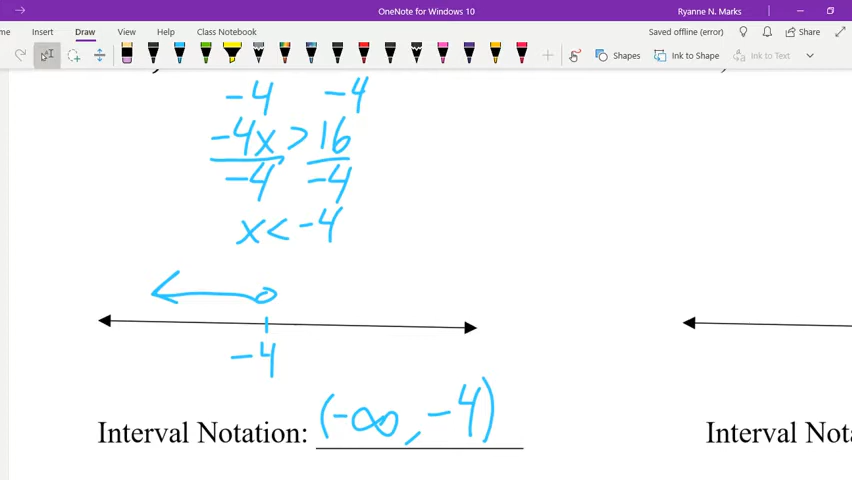 OneNote for Windows 10
Ryanne N. Marks
Insert Draw View Help Class Notebook
Saved offline (error) Share
Shapes Ink to Shape Ink to Text
-4 -4
-4x > 16
-4 -4
x < -4
-4
Interval Notation: (-∞, -4)
Interval Nota